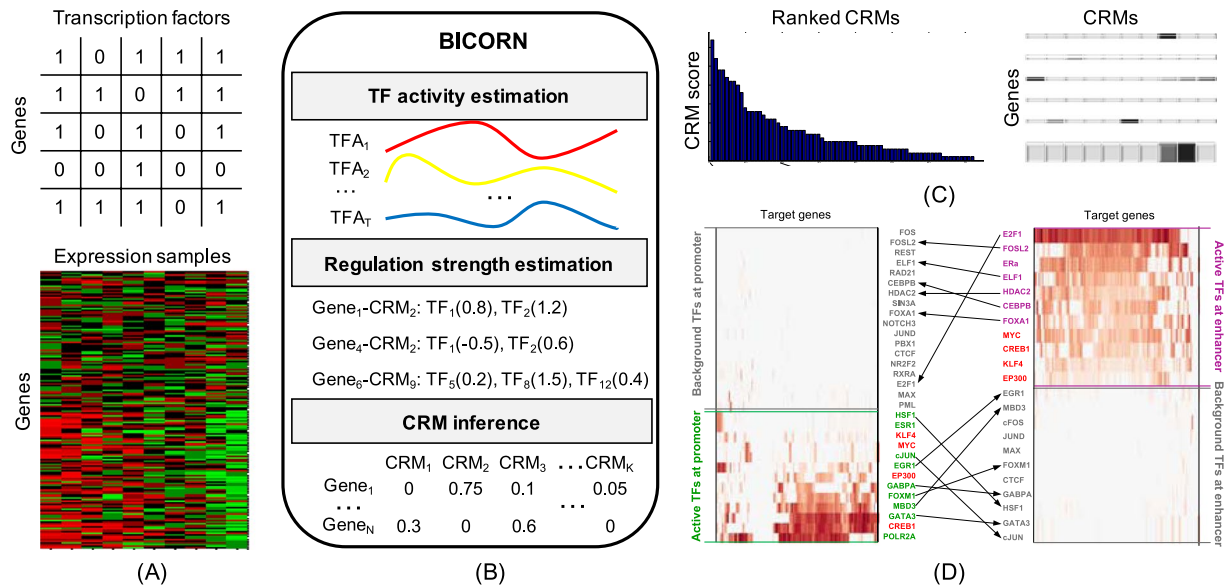 Transcription factors
Genes
1 0 1 1 1
1 1 0 1 1
1 0 1 0 1
0 0 1 0 0
1 1 1 0 1
Expression samples
Genes
(A)
BICORN
TF activity estimation
TFA1
TFA2
...
...
TFAT
Regulation strength estimation
Gene1-CRM2: TF1(0.8), TF2(1.2)
Gene4-CRM2: TF1(-0.5), TF2(0.6)
Gene6-CRM9: TF5(0.2), TF8(1.5), TF12(0.4)
CRM inference
CRM1 CRM2 CRM3 ...CRMK
Gene1 0 0.75 0.1 0.05
... ... ...
GeneN 0.3 0 0.6 0
(B)
Ranked CRMs
CRM score
CRMs
Genes
(C)
Target genes
Background TFs at promoter
Active TFs at promoter
FOS
FOSL2
REST
ELF1
RAD21
CEBPB
HDAC2
SIN3A
FOXA1
NOTCH3
JUND
PBX1
CTCF
NR2F2
RXRA
E2F1
MAX
PML
HSF1
ESR1
KLF4
MYC
cJUN
EGR1
EP300
GABPA
FOXM1
MBD3
GATA3
CREB1
POLR2A
Target genes
E2F1
FOSL2
ERa
ELF1
HDAC2
CEBPB
FOXA1
MYC
CREB1
KLF4
EP300
EGR1
MBD3
cFOS
JUND
MAX
FOXM1
CTCF
GABPA
HSF1
GATA3
cJUN
Active TFs at enhancer
Background TFs at enhancer
(D)